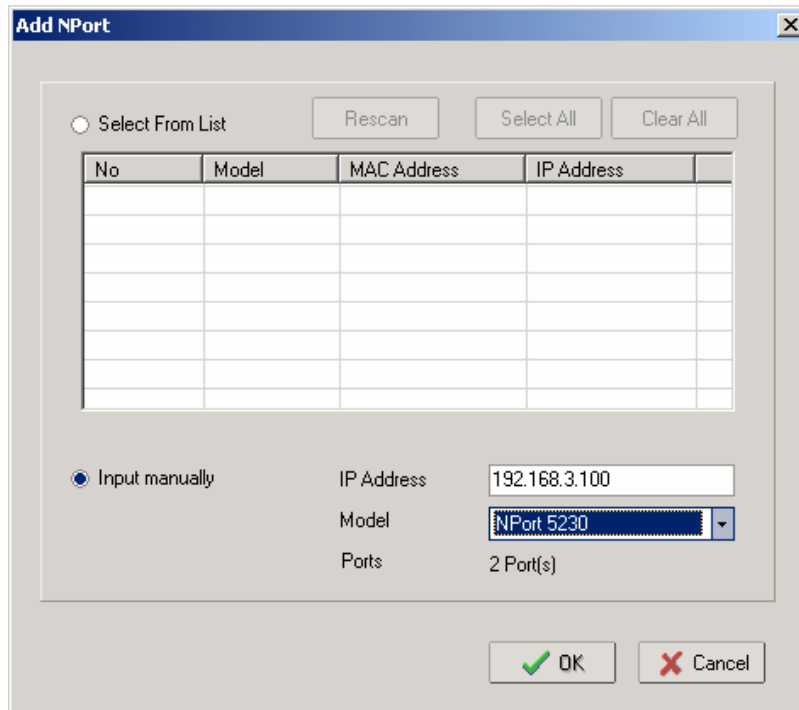 Add NPort
Select From List Rescan Select All Clear All
No Model MAC Address IP Address
Input manually IP Address 192.168.3.100
Model NPort 5230
Ports 2 Port(s)
OK Cancel